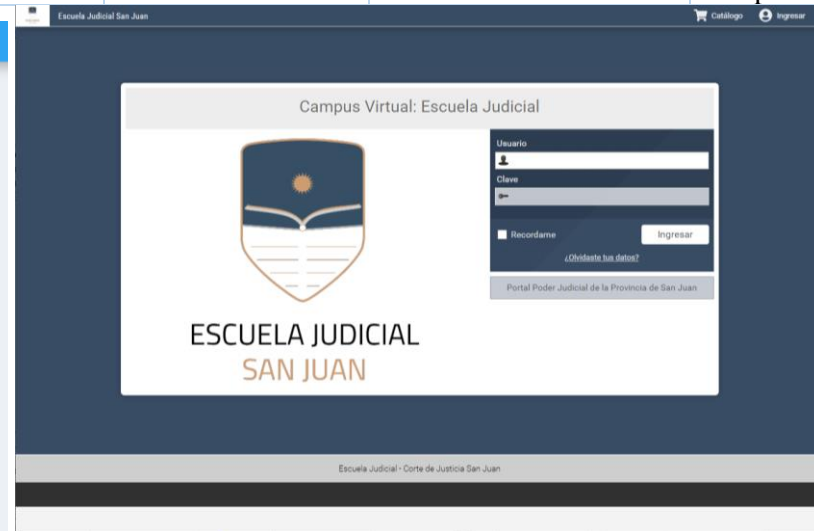 Escuela Judicial San Juan
Catálogo
Ingresar
Campus Virtual: Escuela Judicial
Usuario
Clave
Recordame
Ingresar
¿Olvidaste tus datos?
Portal Poder Judicial de la Provincia de San Juan
ESCUELA JUDICIAL
SAN JUAN
Escuela Judicial - Corte de Justicia San Juan